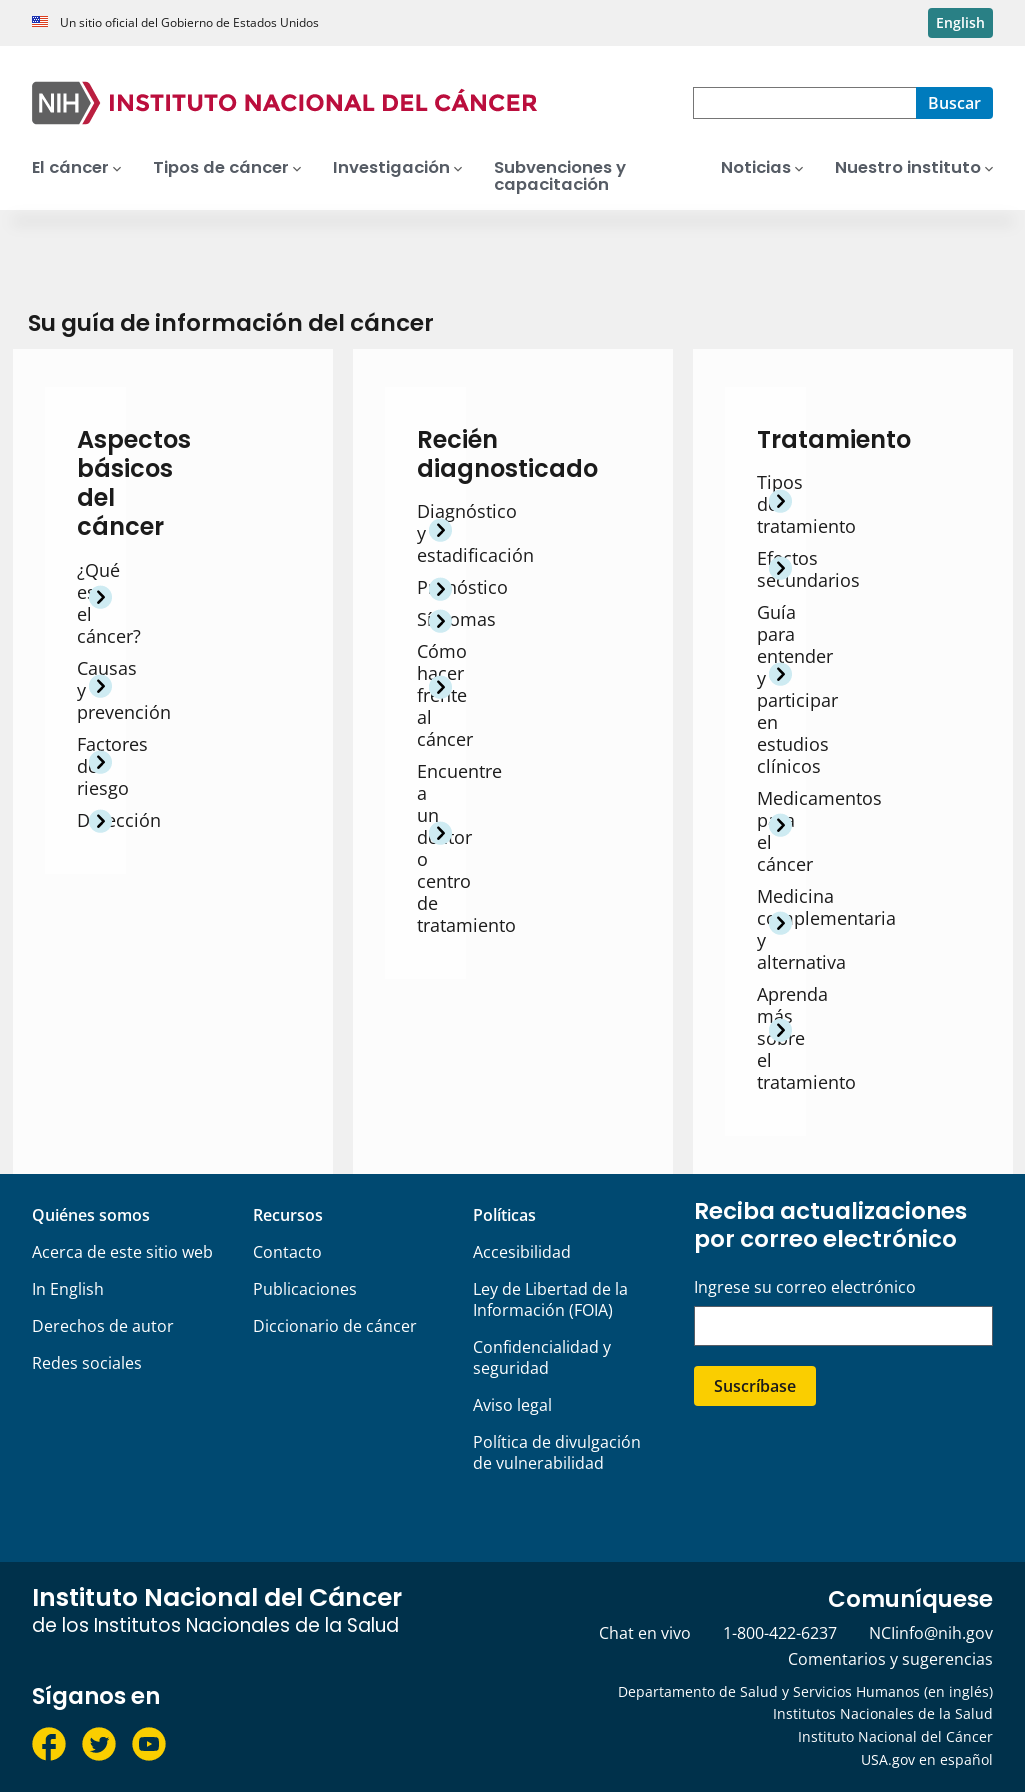 Un sitio oficial del Gobierno de Estados Unidos
English
NIH INSTITUTO NACIONAL DEL CÁNCER
Buscar
El cáncer
Tipos de cáncer
Investigación
Subvenciones y
capacitación
Noticias
Nuestro instituto
Su guía de información del cáncer
Aspectos
básicos
del
cáncer
¿Qué
es
el
cáncer?
Causas
y
prevención
Factores
de
riesgo
Detección
Recién
diagnosticado
Diagnóstico
y
estadificación
Pronóstico
Síntomas
Cómo
hacer
frente
al
cáncer
Encuentre
a
un
doctor
o
centro
de
tratamiento
Tratamiento
Tipos
de
tratamiento
Efectos
secundarios
Guía
para
entender
y
participar
en
estudios
clínicos
Medicamentos
para
el
cáncer
Medicina
complementaria
y
alternativa
Aprenda
más
sobre
el
tratamiento
Quiénes somos
Acerca de este sitio web
In English
Derechos de autor
Redes sociales
Recursos
Contacto
Publicaciones
Diccionario de cáncer
Políticas
Accesibilidad
Ley de Libertad de la
Información (FOIA)
Confidencialidad y
seguridad
Aviso legal
Política de divulgación
de vulnerabilidad
Reciba actualizaciones
por correo electrónico
Ingrese su correo electrónico
Suscríbase
Instituto Nacional del Cáncer
de los Institutos Nacionales de la Salud
Síganos en
Comuníquese
Chat en vivo
1-800-422-6237
NCIinfo@nih.gov
Comentarios y sugerencias
Departamento de Salud y Servicios Humanos (en inglés)
Institutos Nacionales de la Salud
Instituto Nacional del Cáncer
USA.gov en español